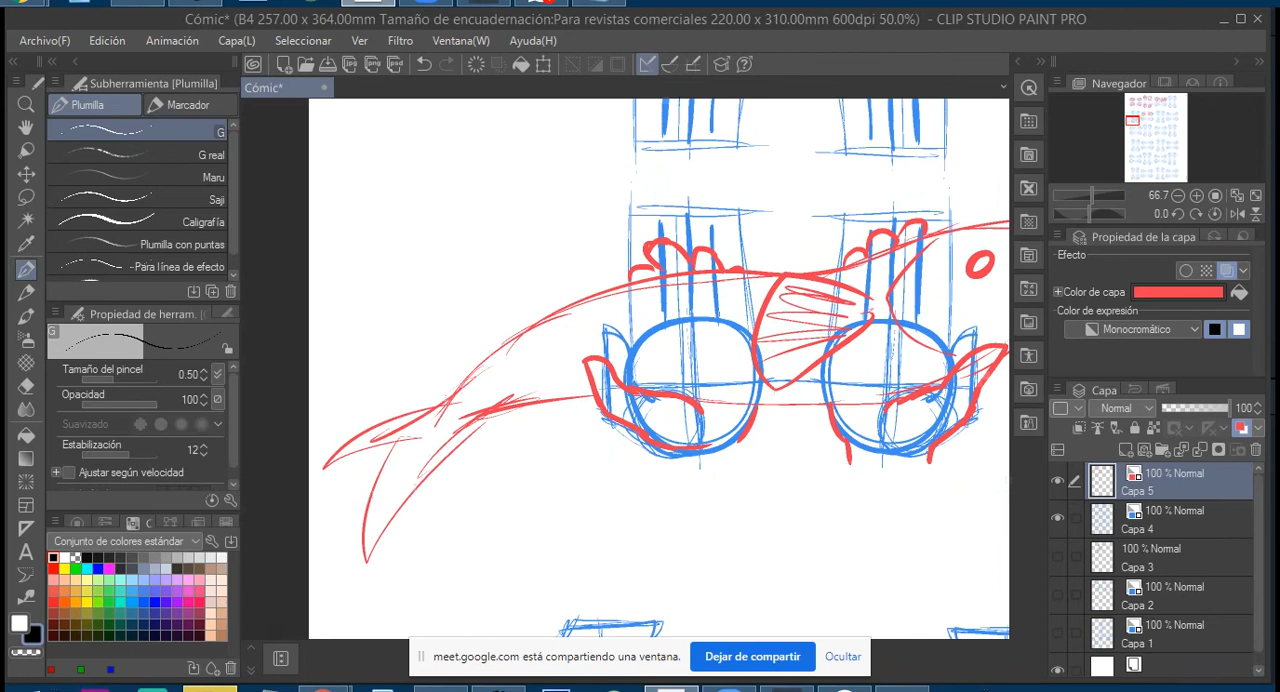 Cómic* (B4 257.00 x 364.00mm Tamaño de encuadernación:Para revistas comerciales 220.00 x 310.00mm 600dpi 50.0%) - CLIP STUDIO PAINT PRO
Archivo(F) Edición Animación Capa(L) Seleccionar Ver Filtro Ventana(W) Ayuda(H)
Subherramienta [Plumilla]
Plumilla Marcador
G
G real
Maru
Saji
Caligrafía
Plumilla con puntas
Para línea de efecto
Propiedad de herram.
G
Tamaño del pincel 0.50
Opacidad 100
Suavizado
Estabilización 12
Ajustar según velocidad
Conjunto de colores estándar
Cómic*
Navegador
66.7
0.0
Propiedad de la capa
Efecto
Color de capa
Color de expresión
Monocromático
Capa
Normal 100
100 % Normal
Capa 5
100 % Normal
Capa 4
100 % Normal
Capa 3
100 % Normal
Capa 2
100 % Normal
Capa 1
meet.google.com está compartiendo una ventana. Dejar de compartir Ocultar